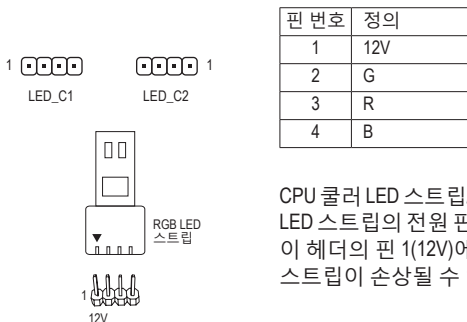 1
1
LED_C1
LED_C2
핀 번호 정의
1 12V
2 G
3 R
4 B
RGB LED
스트립
1
12V
CPU 쿨러 LED 스트립
LED 스트립의 전원 핀
이 헤더의 핀 1(12V)에
스트립이 손상될 수